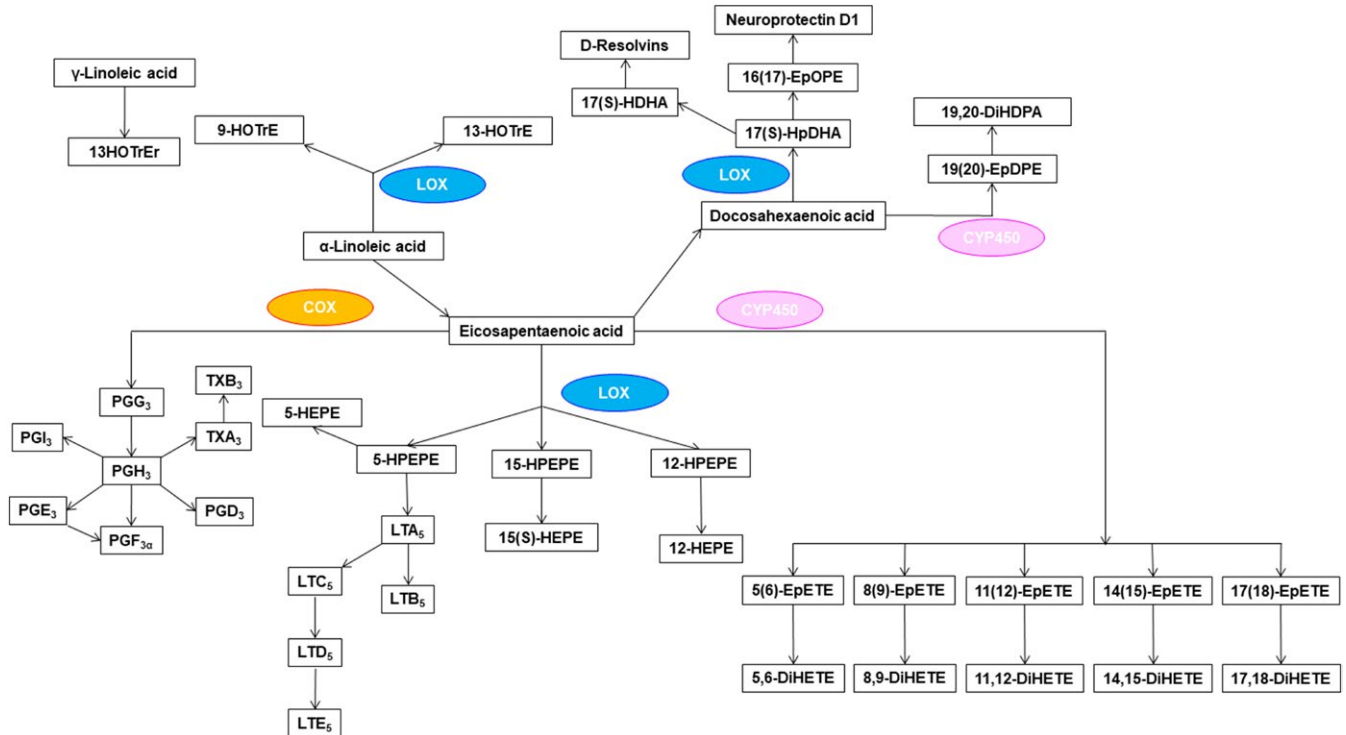 Neuroprotectin D1
D-Resolvins
γ-Linoleic acid
16(17)-EpOPE
17(S)-HDHA
19,20-DiHDPA
9-HOTrE
13-HOTrE
17(S)-HpDHA
13HOTrEr
19(20)-EpDPE
LOX
LOX
Docosahexaenoic acid
CYP450
α-Linoleic acid
COX
CYP450
Eicosapentaenoic acid
TXB₃
LOX
PGG₃
5-HEPE
PGI₃
TXA₃
5-HPEPE
15-HPEPE
12-HPEPE
PGH₃
PGE₃
PGD₃
PGF₃α
LTA₅
15(S)-HEPE
12-HEPE
LTC₅
LTB₅
5(6)-EpETE
8(9)-EpETE
11(12)-EpETE
14(15)-EpETE
17(18)-EpETE
LTD₅
5,6-DiHETE
8,9-DiHETE
11,12-DiHETE
14,15-DiHETE
17,18-DiHETE
LTE₅